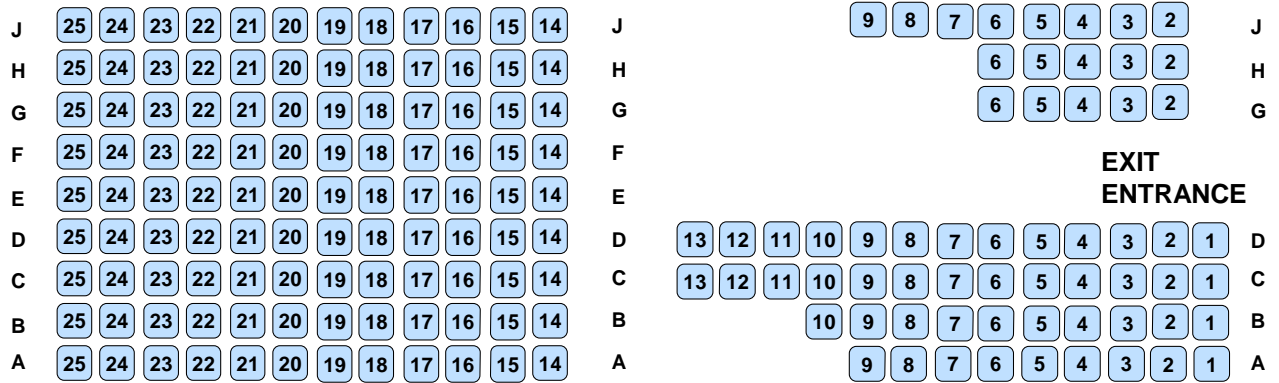 J 25 24 23 22 21 20 19 18 17 16 15 14 J 9 8 7 6 5 4 3 2 J
H 25 24 23 22 21 20 19 18 17 16 15 14 H 6 5 4 3 2 H
G 25 24 23 22 21 20 19 18 17 16 15 14 G 6 5 4 3 2 G
F 25 24 23 22 21 20 19 18 17 16 15 14 F
EXIT
E 25 24 23 22 21 20 19 18 17 16 15 14 E ENTRANCE
D 25 24 23 22 21 20 19 18 17 16 15 14 D 13 12 11 10 9 8 7 6 5 4 3 2 1 D
C 25 24 23 22 21 20 19 18 17 16 15 14 C 13 12 11 10 9 8 7 6 5 4 3 2 1 C
B 25 24 23 22 21 20 19 18 17 16 15 14 B 10 9 8 7 6 5 4 3 2 1 B
A 25 24 23 22 21 20 19 18 17 16 15 14 A 9 8 7 6 5 4 3 2 1 A